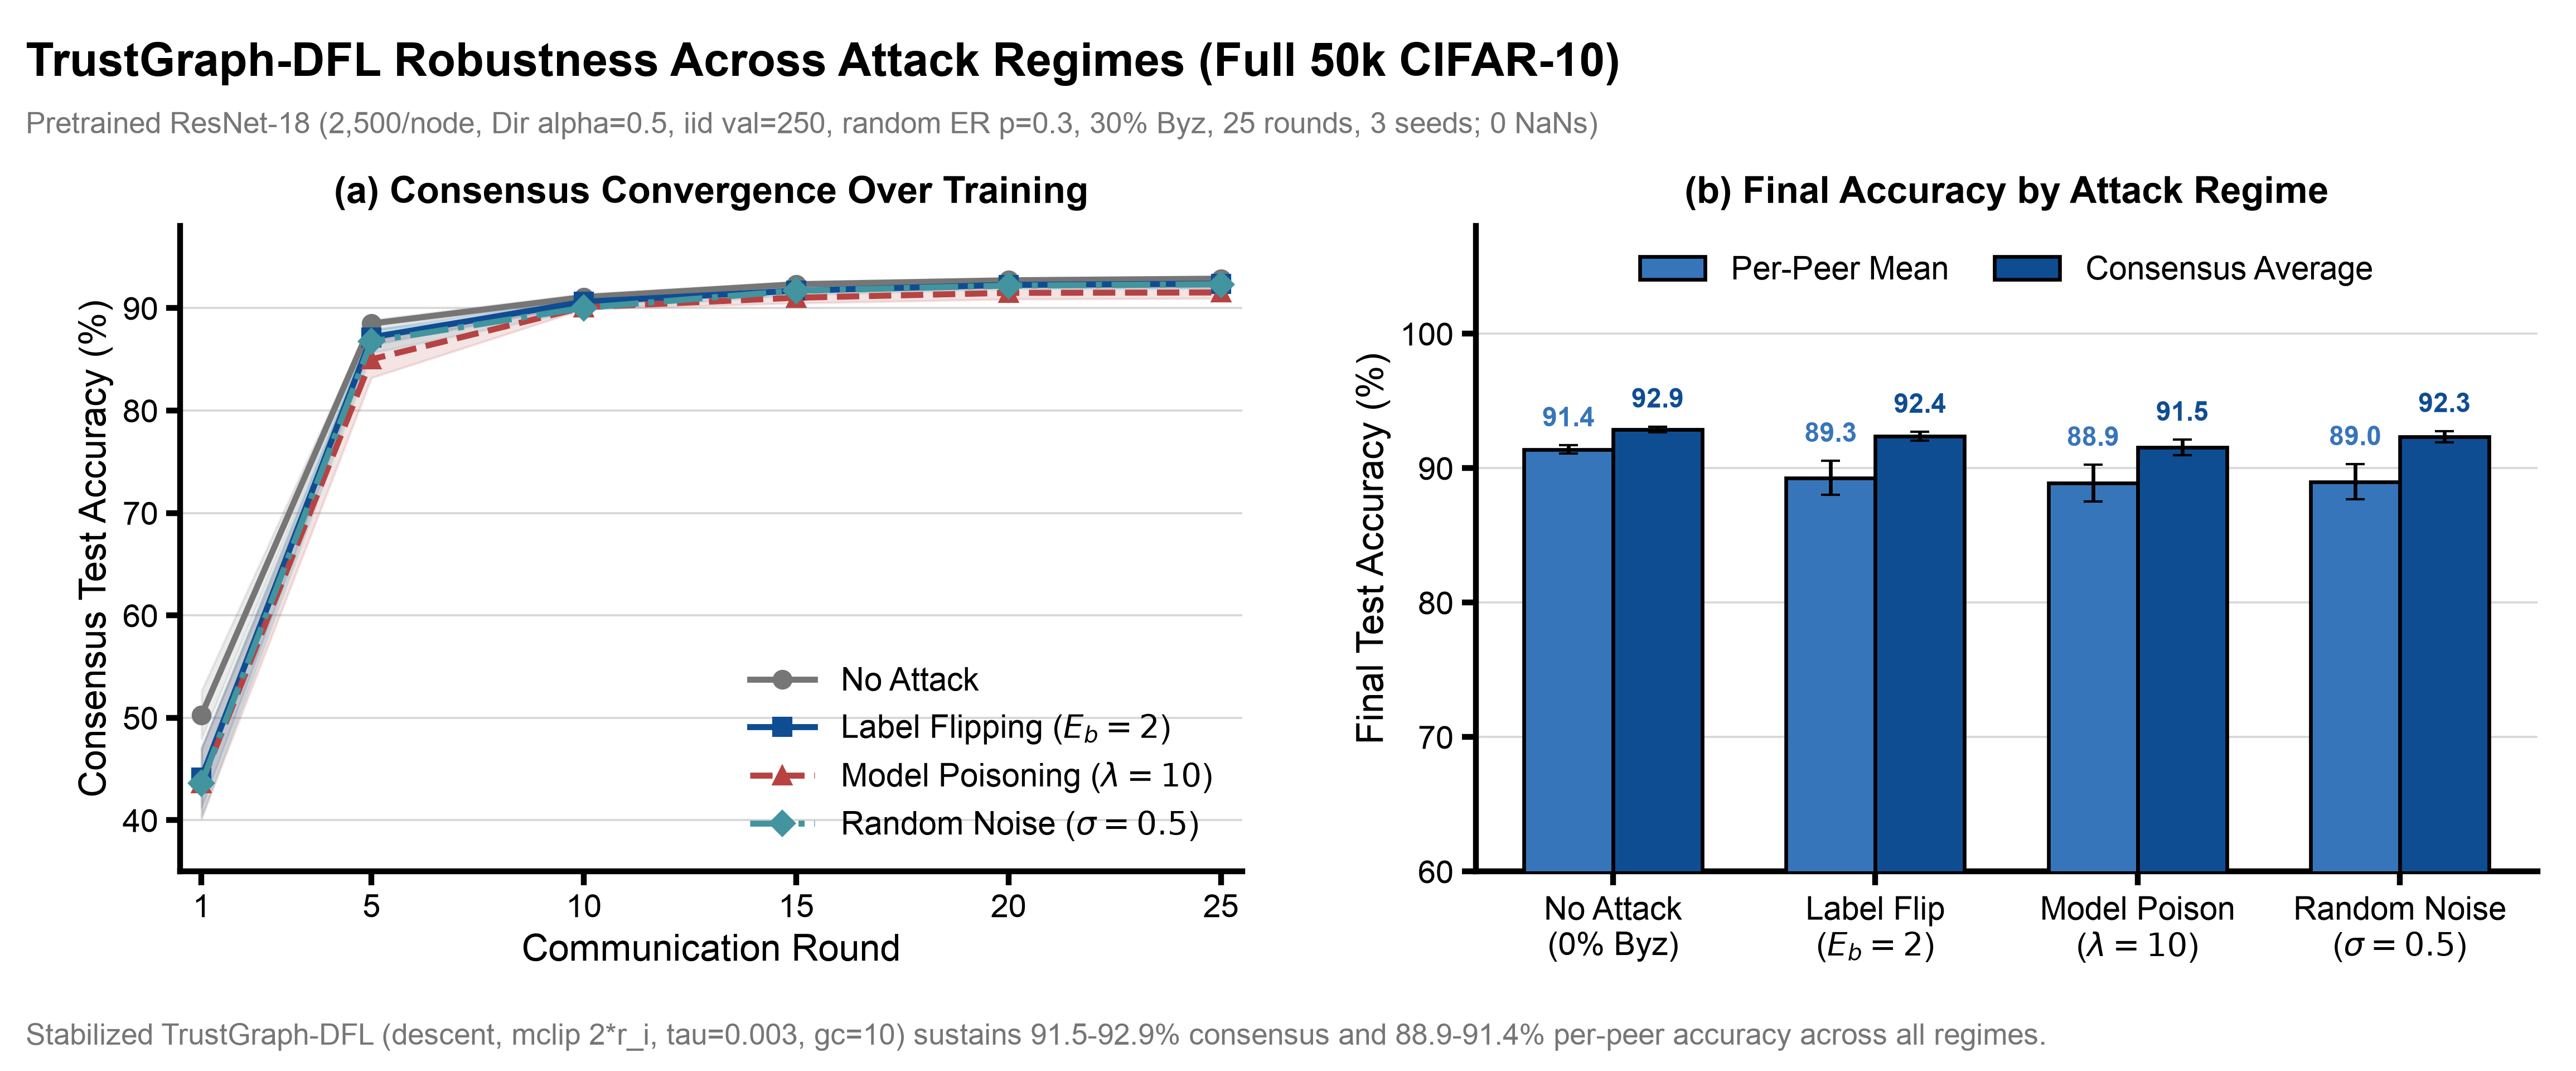 TrustGraph-DFL Robustness Across Attack Regimes (Full 50k CIFAR-10)
Pretrained ResNet-18 (2,500/node, Dir alpha=0.5, iid val=250, random ER p=0.3, 30% Byz, 25 rounds, 3 seeds; 0 NaNs)
(a) Consensus Convergence Over Training
Consensus Test Accuracy (%)
90
80
70
60
50
40
No Attack
Label Flipping (E_b = 2)
Model Poisoning (λ = 10)
Random Noise (σ = 0.5)
1 5 10 15 20 25
Communication Round
(b) Final Accuracy by Attack Regime
Per-Peer Mean Consensus Average
Final Test Accuracy (%)
100
90
80
70
60
91.4 92.9 89.3 92.4 88.9 91.5 89.0 92.3
No Attack Label Flip Model Poison Random Noise
(0% Byz) (E_b = 2) (λ = 10) (σ = 0.5)
Stabilized TrustGraph-DFL (descent, mclip 2*r_i, tau=0.003, gc=10) sustains 91.5-92.9% consensus and 88.9-91.4% per-peer accuracy across all regimes.